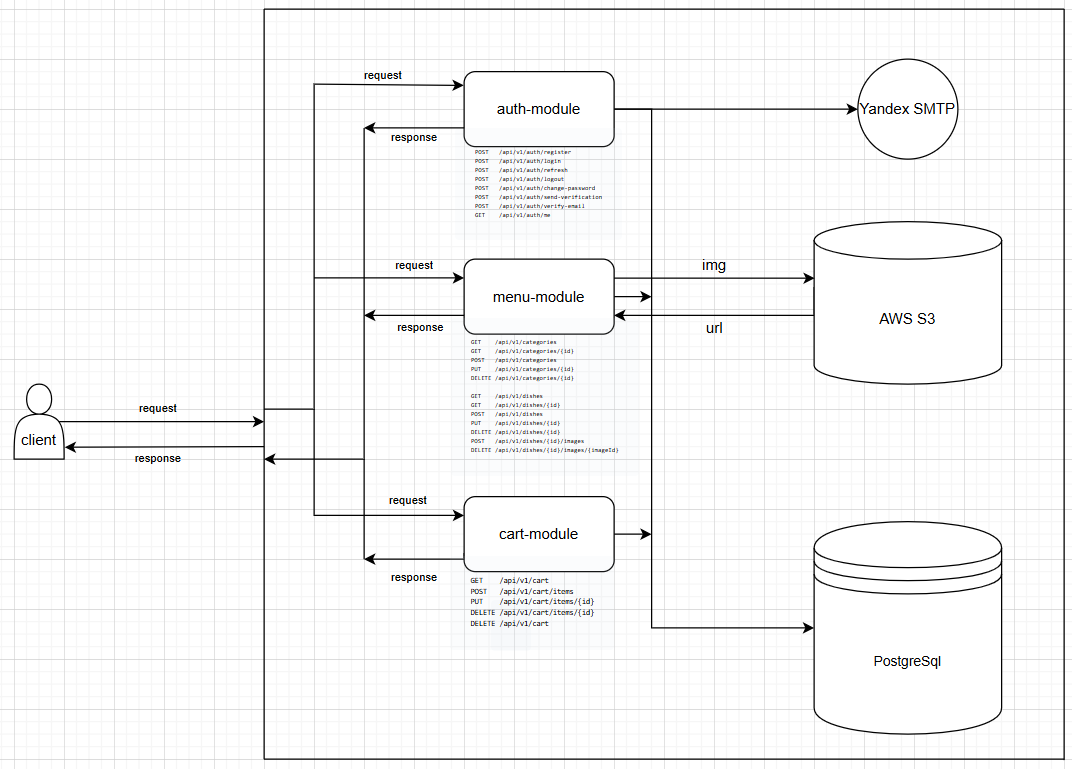 request
auth-module
Yandex SMTP
response
POST /api/v1/auth/register
POST /api/v1/auth/login
POST /api/v1/auth/refresh
POST /api/v1/auth/logout
POST /api/v1/auth/change-password
POST /api/v1/auth/send-verification
POST /api/v1/auth/verify-email
GET /api/v1/auth/me
request
menu-module
response
img
url
AWS S3
GET /api/v1/categories
GET /api/v1/categories/{id}
POST /api/v1/categories
PUT /api/v1/categories/{id}
DELETE /api/v1/categories/{id}
GET /api/v1/dishes
GET /api/v1/dishes/{id}
POST /api/v1/dishes
PUT /api/v1/dishes/{id}
DELETE /api/v1/dishes/{id}
POST /api/v1/dishes/{id}/images
DELETE /api/v1/dishes/{id}/images/{imageId}
request
client
response
request
cart-module
response
GET /api/v1/cart
POST /api/v1/cart/items
PUT /api/v1/cart/items/{id}
DELETE /api/v1/cart/items/{id}
DELETE /api/v1/cart
PostgreSql